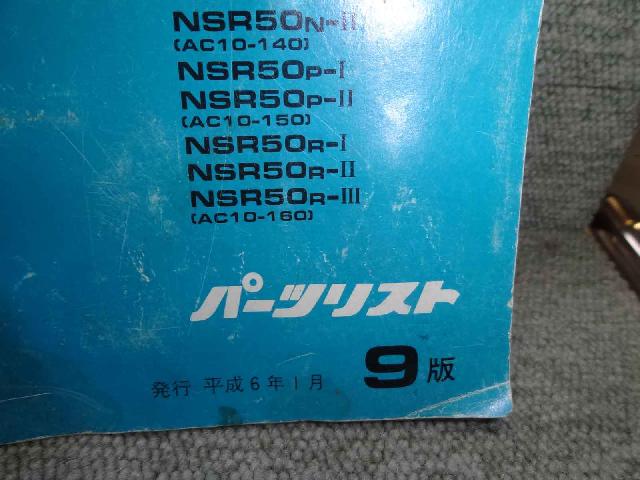 NSR50N-II
(AC10-140)
NSR50P-I
NSR50P-II
(AC10-150)
NSR50R-I
NSR50R-II
NSR50R-III
(AC10-160)
パーツリスト
発行 平成6年1月 9版